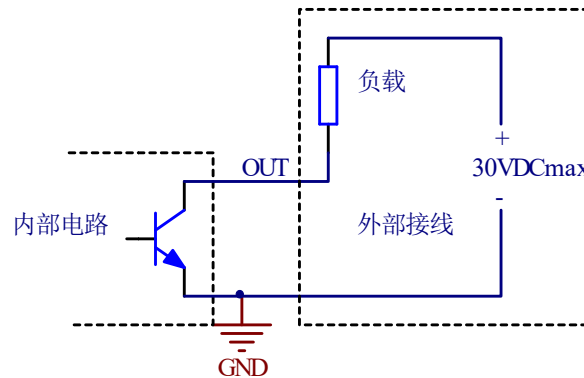 负载
+
OUT
30VDCmax
内部电路
外部接线
-
GND